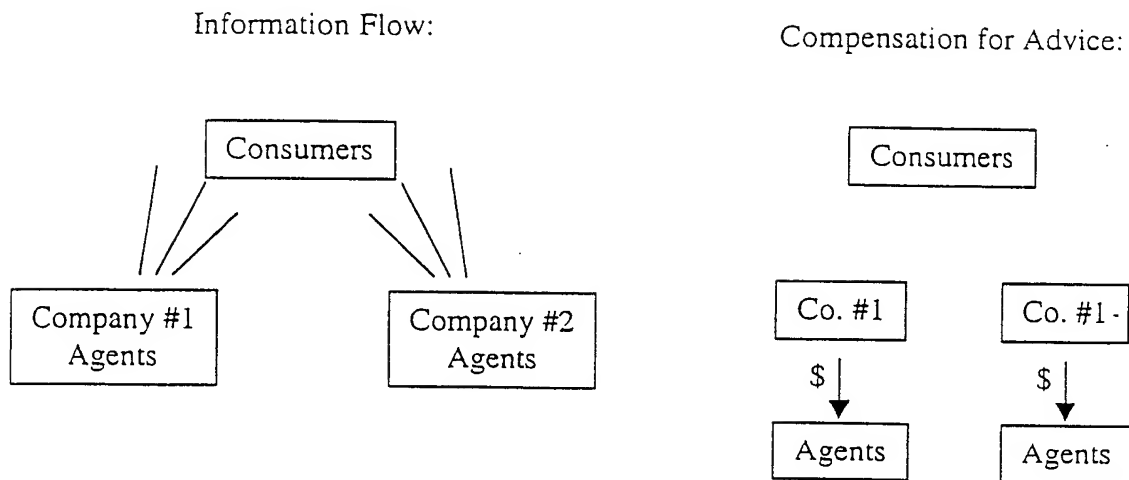 Information Flow:
Compensation for Advice:
Consumers
Consumers
Company #1
Agents
Company #2
Agents
Co. #1
Co. #1
$
$
Agents
Agents